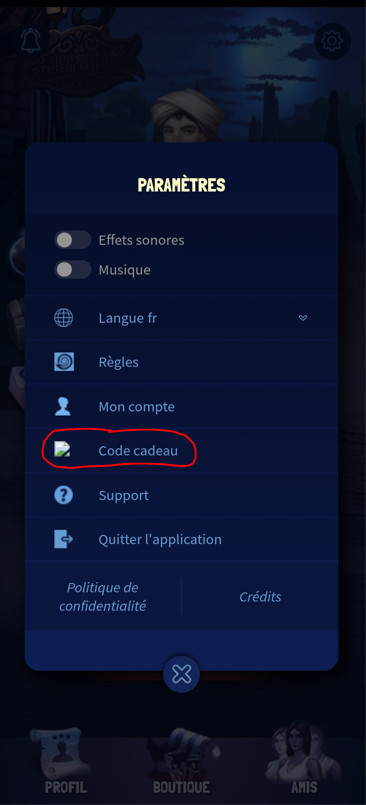 PARAMÈTRES
Effets sonores
Musique
Langue fr
Règles
Mon compte
Code cadeau
Support
Quitter l'application
Politique de
confidentialité
Crédits
PROFIL
BOUTIQUE
AMIS